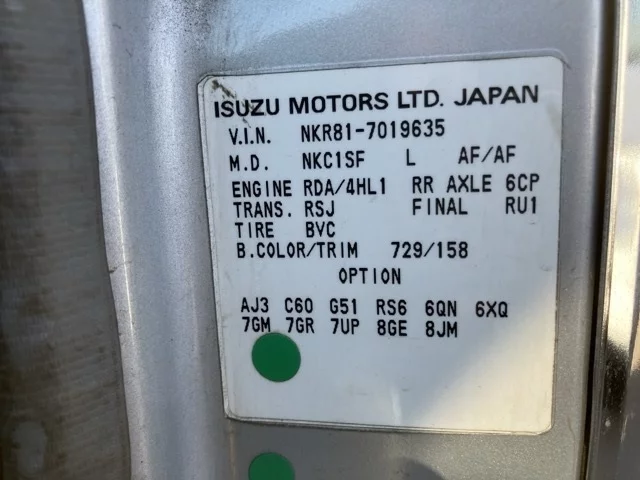 ISUZU MOTORS LTD. JAPAN
V.I.N. NKR81-7019635
M.D. NKC1SF L AF/AF
ENGINE RDA/4HL1 RR AXLE 6CP
TRANS. RSJ FINAL RU1
TIRE BVC
B.COLOR/TRIM 729/158
OPTION
AJ3 C60 G51 RS6 6QN 6XQ
7GM 7GR 7UP 8GE 8JM